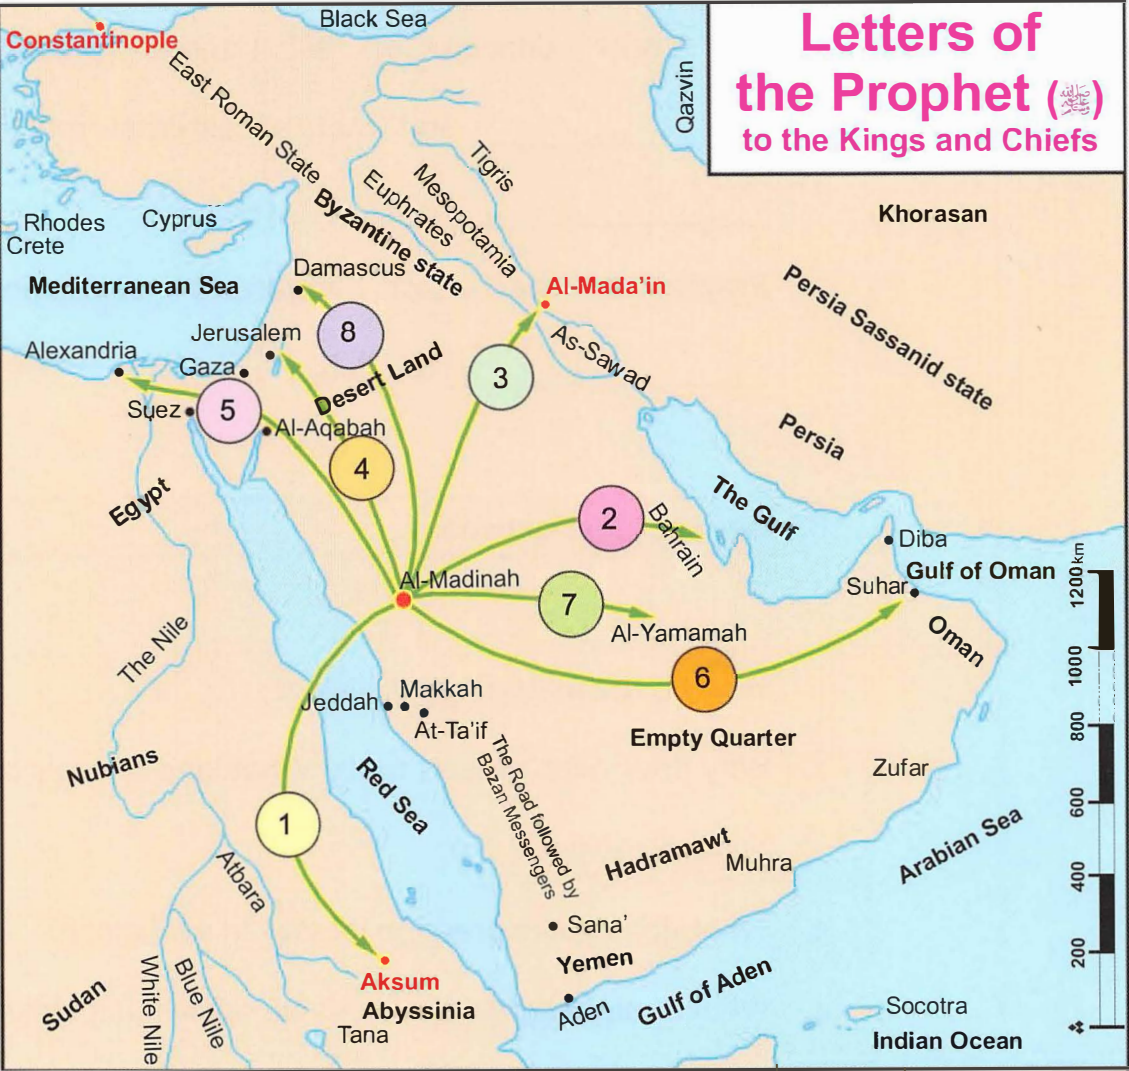 Letters of
the Prophet (ﷺ)
to the Kings and Chiefs
Black Sea
Constantinople
East Roman State
Qazvin
Tigris
Mesopotamia
Euphrates
Byzantine state
Khorasan
Rhodes
Cyprus
Crete
Mediterranean Sea
Damascus
Al-Mada’in
Persia Sassanid state
Jerusalem
8
As-Sawad
Alexandria
Gaza
Desert Land
3
Suez
5
Al-Aqabah
Persia
4
Egypt
The Gulf
2
Bahrain
Diba
Gulf of Oman
Al-Madinah
Suhar
7
Al-Yamamah
Oman
The Nile
6
Jeddah
Makkah
At-Ta’if
Empty Quarter
The Road followed by
Bazan Messengers
Zufar
Nubians
Red Sea
1
Hadramawt
Muhra
Arabian Sea
Atbara
Sana’
Yemen
Aksum
Abyssinia
Aden
Gulf of Aden
Sudan
White Nile
Blue Nile
Tana
Socotra
Indian Ocean
1200 km
1000
800
600
400
200